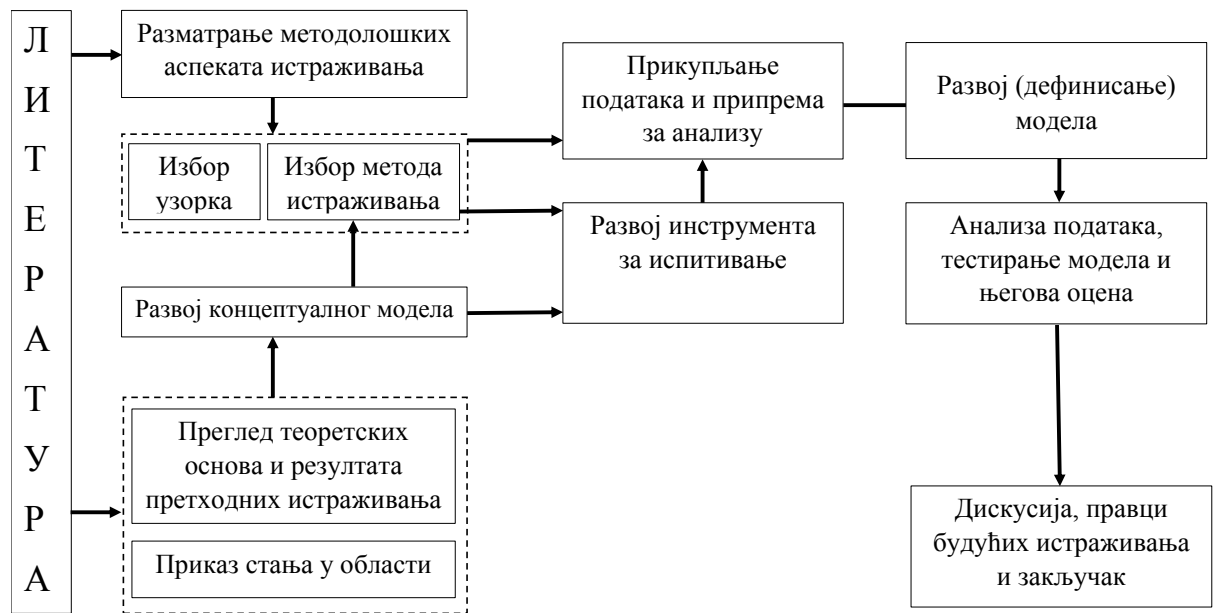 ЛИТЕРАТУРА
Разматрање методолошких
аспеката истраживања
Избор
узорка
Избор метода
истраживања
Развој концептуалног модела
Преглед теоретских
основа и резултата
претходних истраживања
Приказ стања у области
Прикупљање
података и припрема
за анализу
Развој инструмента
за испитивање
Развој (дефинисање)
модела
Анализа података,
тестирање модела и
његова оцена
Дискусија, правци
будућих истраживања
и закључак